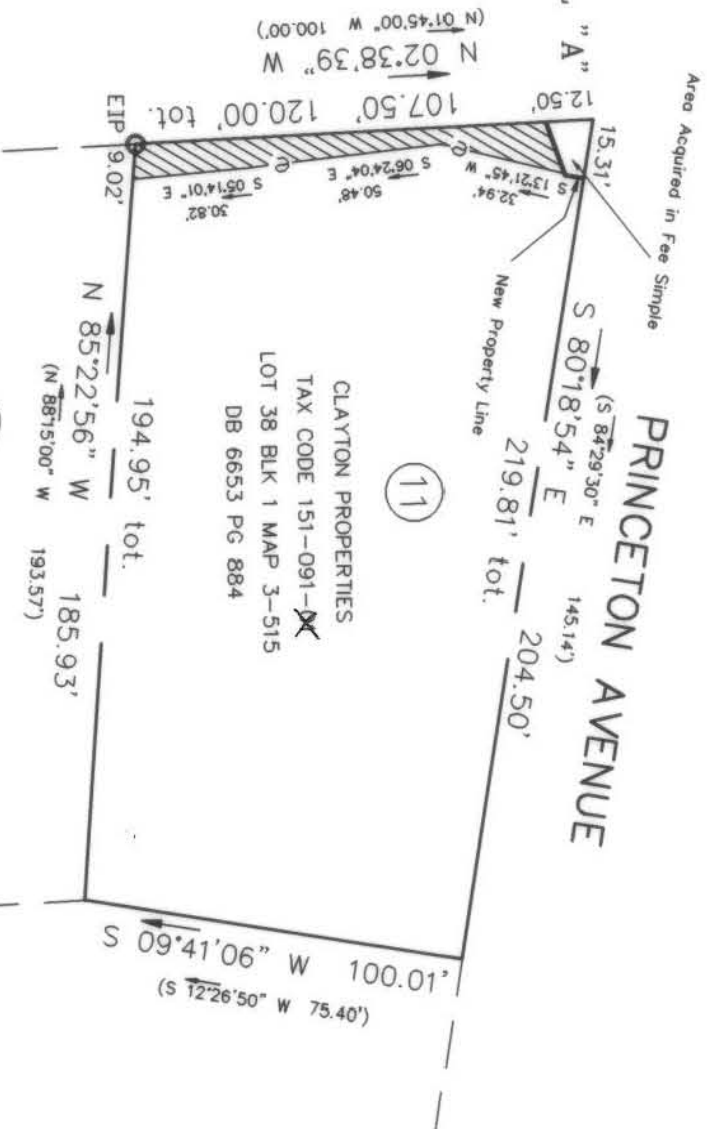 Area Acquired in Fee Simple
"A"
PRINCETON AVENUE
(S 84°29'30" E 145.14')
S 80°18'54" E 219.81' tot.
15.31'
204.50'
New Property Line
12.50'
107.50'
120.00' tot.
N 02°38'39" W
(N 01°45'00" W 100.00')
S 13°21'45" W
32.94'
S 06°24'04" E
50.48'
S 05°14'01" E
30.82'
e
e
11
CLAYTON PROPERTIES
TAX CODE 151-091-
LOT 38 BLK 1 MAP 3-515
DB 6653 PG 884
EIP
9.02'
194.95' tot.
N 85°22'56" W 185.93'
(N 88°15'00" W 193.57')
S 09°41'06" W 100.01'
(S 12°26'50" W 75.40')